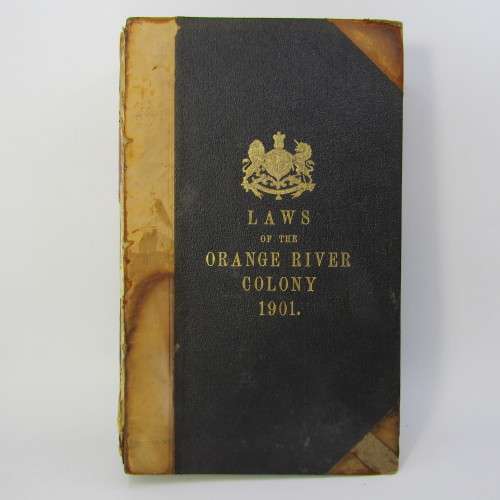 LAWS
OF THE
ORANGE RIVER
COLONY
1901.